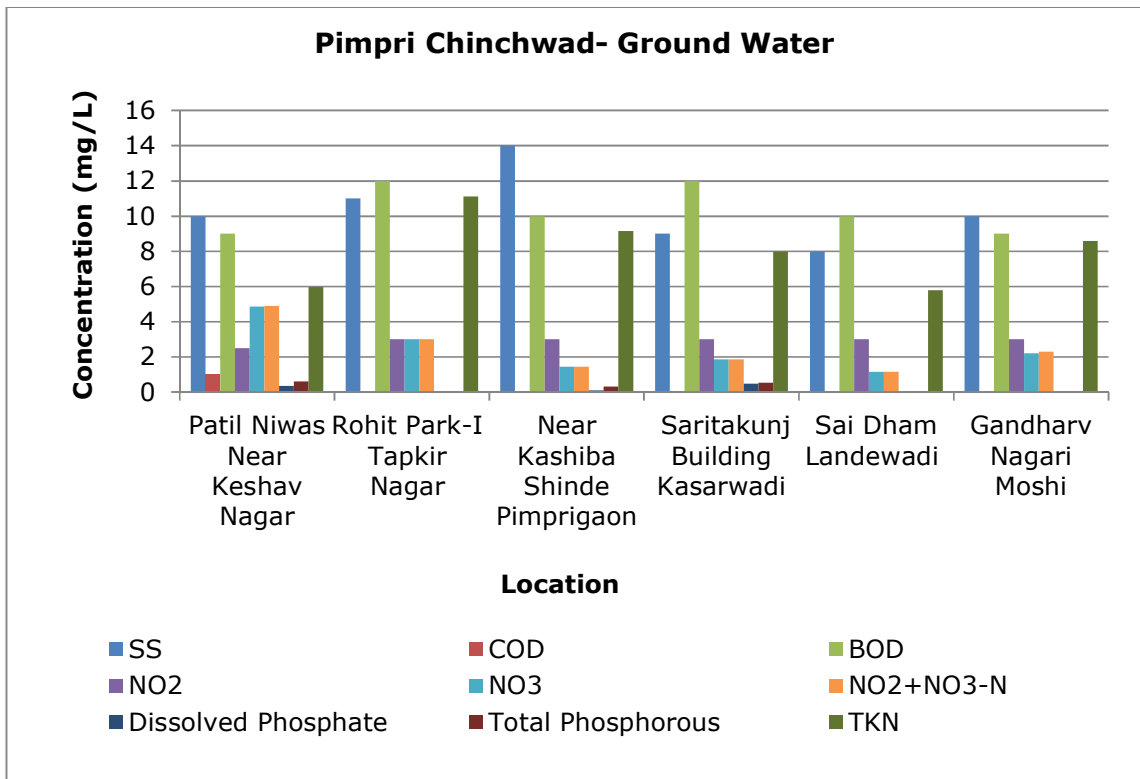 Pimpri Chinchwad- Ground Water
Concentration (mg/L)
16
14
12
10
8
6
4
2
0
Patil Niwas
Near
Keshav
Nagar
Rohit Park-I
Tapkir
Nagar
Near
Kashiba
Shinde
Pimprigaon
Saritakunj
Building
Kasarwadi
Sai Dham
Landewadi
Gandharv
Nagari
Moshi
Location
SS
COD
BOD
NO2
NO3
NO2+NO3-N
Dissolved Phosphate
Total Phosphorous
TKN